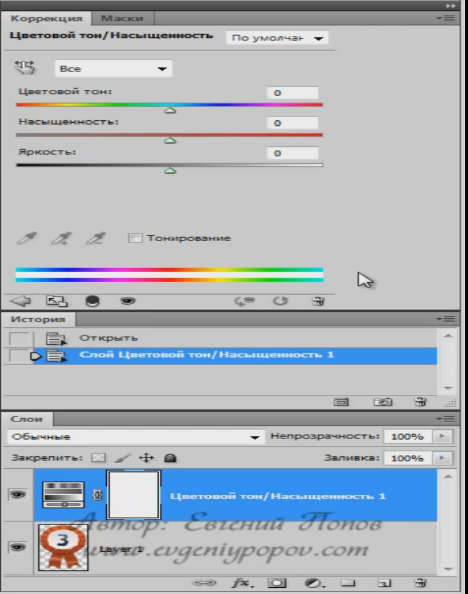 Коррекция Маски
Цветовой тон/Насыщенность По умолчан
Все
Цветовой тон: 0
Насыщенность: 0
Яркость: 0
Тонирование
История
Открыть
Слой Цветовой тон/Насыщенность 1
Слои
Обычные Непрозрачность: 100%
Закрепить: Заливка: 100%
Цветовой тон/Насыщенность 1
Автор: Евгений Попов
3 Layer 1
www.evgeniypopov.com
fx.